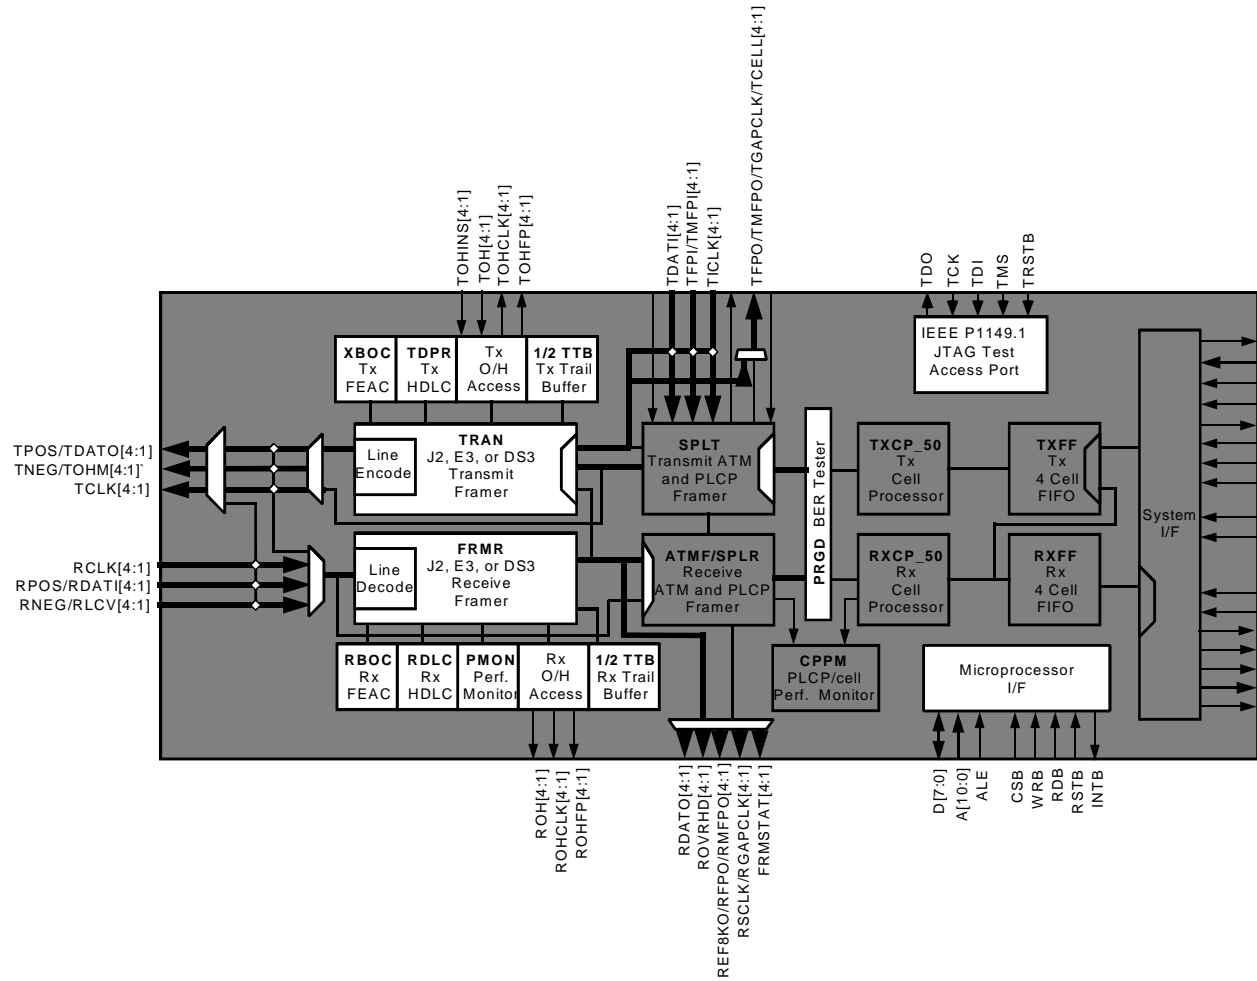 TOHINS[4:1]
TOH[4:1]
TOHCLK[4:1]
TOHFP[4:1]
TDATI[4:1]
TFPI/TMFPI[4:1]
TICLK[4:1]
TFPO/TMFPO/TGAPCLK/TCELL[4:1]
TDO
TCK
TDI
TMS
TRSTB
IEEE P1149.1
JTAG Test
Access Port
XBOC
Tx
FEAC
TDPR
Tx
HDLC
Tx
O/H
Access
1/2 TTB
Tx Trail
Buffer
TPOS/TDATO[4:1]
TNEG/TOHM[4:1]`
TCLK[4:1]
Line
Encode
TRAN
J2, E3, or DS3
Transmit
Framer
SPLT
Transmit ATM
and PLCP
Framer
PRGD BER Tester
TXCP_50
Tx
Cell
Processor
TXFF
Tx
4 Cell
FIFO
System
I/F
RCLK[4:1]
RPOS/RDATI[4:1]
RNEG/RLCV[4:1]
Line
Decode
FRMR
J2, E3, or DS3
Receive
Framer
ATMF/SPLR
Receive
ATM and PLCP
Framer
RXCP_50
Rx
Cell
Processor
RXFF
Rx
4 Cell
FIFO
RBOC
Rx
FEAC
RDLC
Rx
HDLC
PMON
Perf.
Monitor
Rx
O/H
Access
1/2 TTB
Rx Trail
Buffer
CPPM
PLCP/cell
Perf. Monitor
Microprocessor
I/F
ROH[4:1]
ROHCLK[4:1]
ROHFP[4:1]
RDATO[4:1]
ROVRHD[4:1]
REF8KO/RFPO/RMFPO[4:1]
RSCLK/RGAPCLK[4:1]
FRMSTAT[4:1]
D[7:0]
A[10:0]
ALE
CSB
WRB
RDB
RSTB
INTB